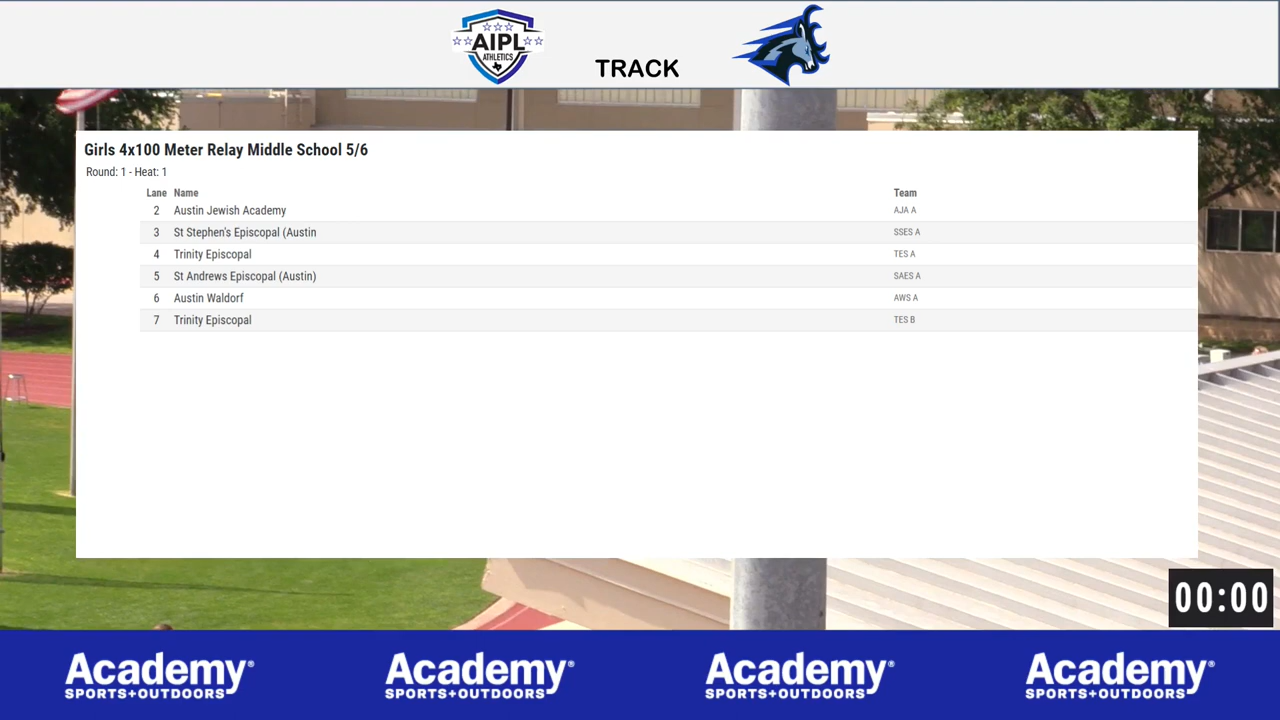 AIPL
ATHLETICS
TRACK
Girls 4x100 Meter Relay Middle School 5/6
Round: 1 - Heat: 1
Lane Name Team
2 Austin Jewish Academy AJA A
3 St Stephen's Episcopal (Austin SSES A
4 Trinity Episcopal TES A
5 St Andrews Episcopal (Austin) SAES A
6 Austin Waldorf AWS A
7 Trinity Episcopal TES B
00:00
Academy® Academy® Academy® Academy®
SPORTS+OUTDOORS SPORTS+OUTDOORS SPORTS+OUTDOORS SPORTS+OUTDOORS